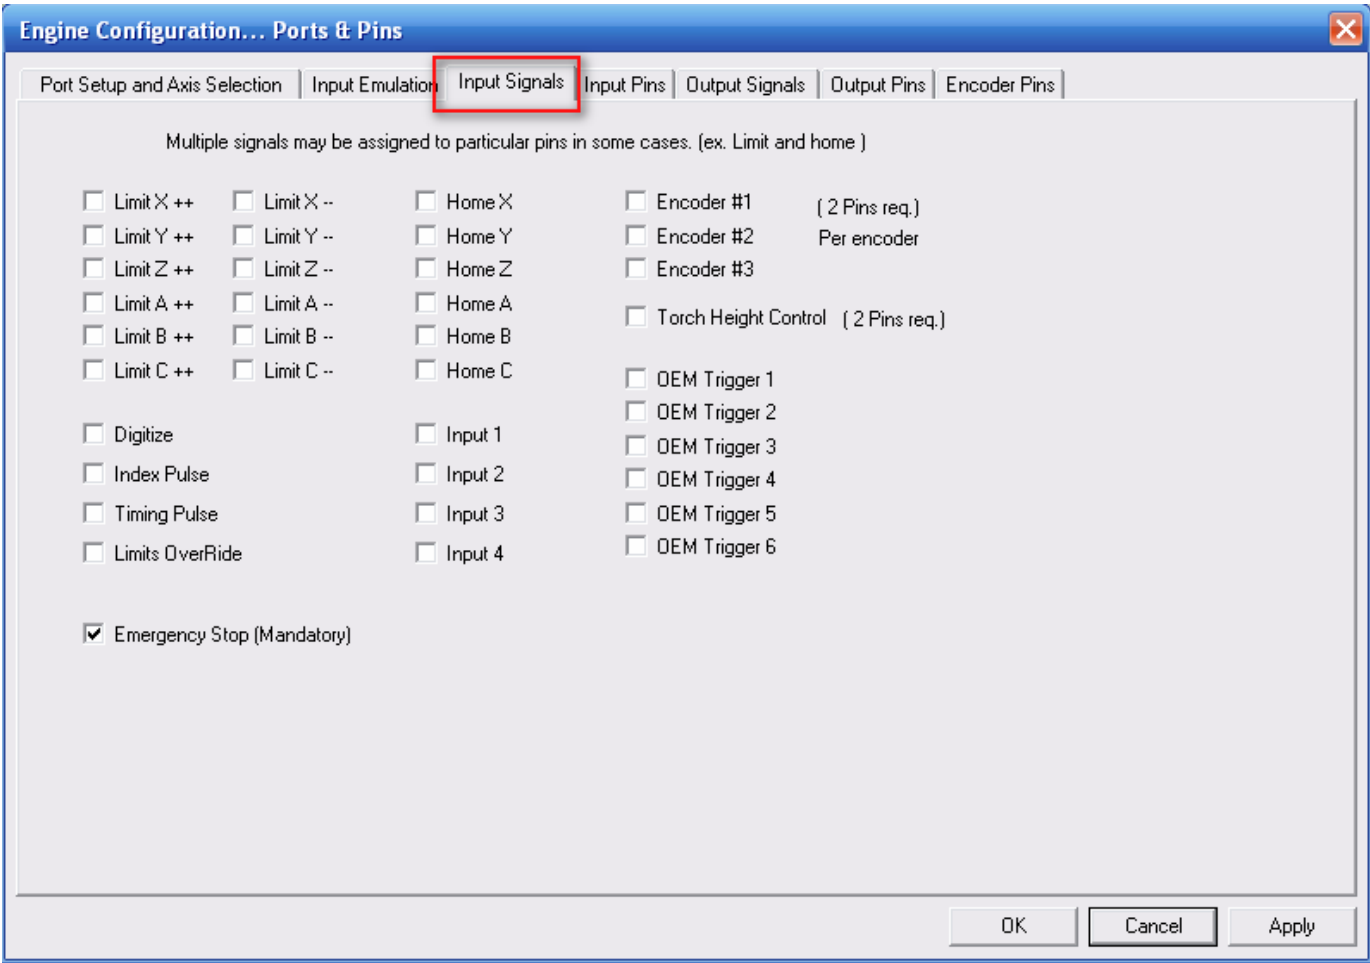 Engine Configuration... Ports & Pins
Port Setup and Axis Selection Input Emulation Input Signals Input Pins Output Signals Output Pins Encoder Pins
Multiple signals may be assigned to particular pins in some cases. (ex. Limit and home )
Limit X ++ Limit X -- Home X Encoder #1 ( 2 Pins req.)
Limit Y ++ Limit Y -- Home Y Encoder #2 Per encoder
Limit Z ++ Limit Z -- Home Z Encoder #3
Limit A ++ Limit A -- Home A Torch Height Control ( 2 Pins req.)
Limit B ++ Limit B -- Home B
Limit C ++ Limit C -- Home C OEM Trigger 1
OEM Trigger 2
Digitize Input 1 OEM Trigger 3
Index Pulse Input 2 OEM Trigger 4
Timing Pulse Input 3 OEM Trigger 5
Limits OverRide Input 4 OEM Trigger 6
Emergency Stop (Mandatory)
OK Cancel Apply